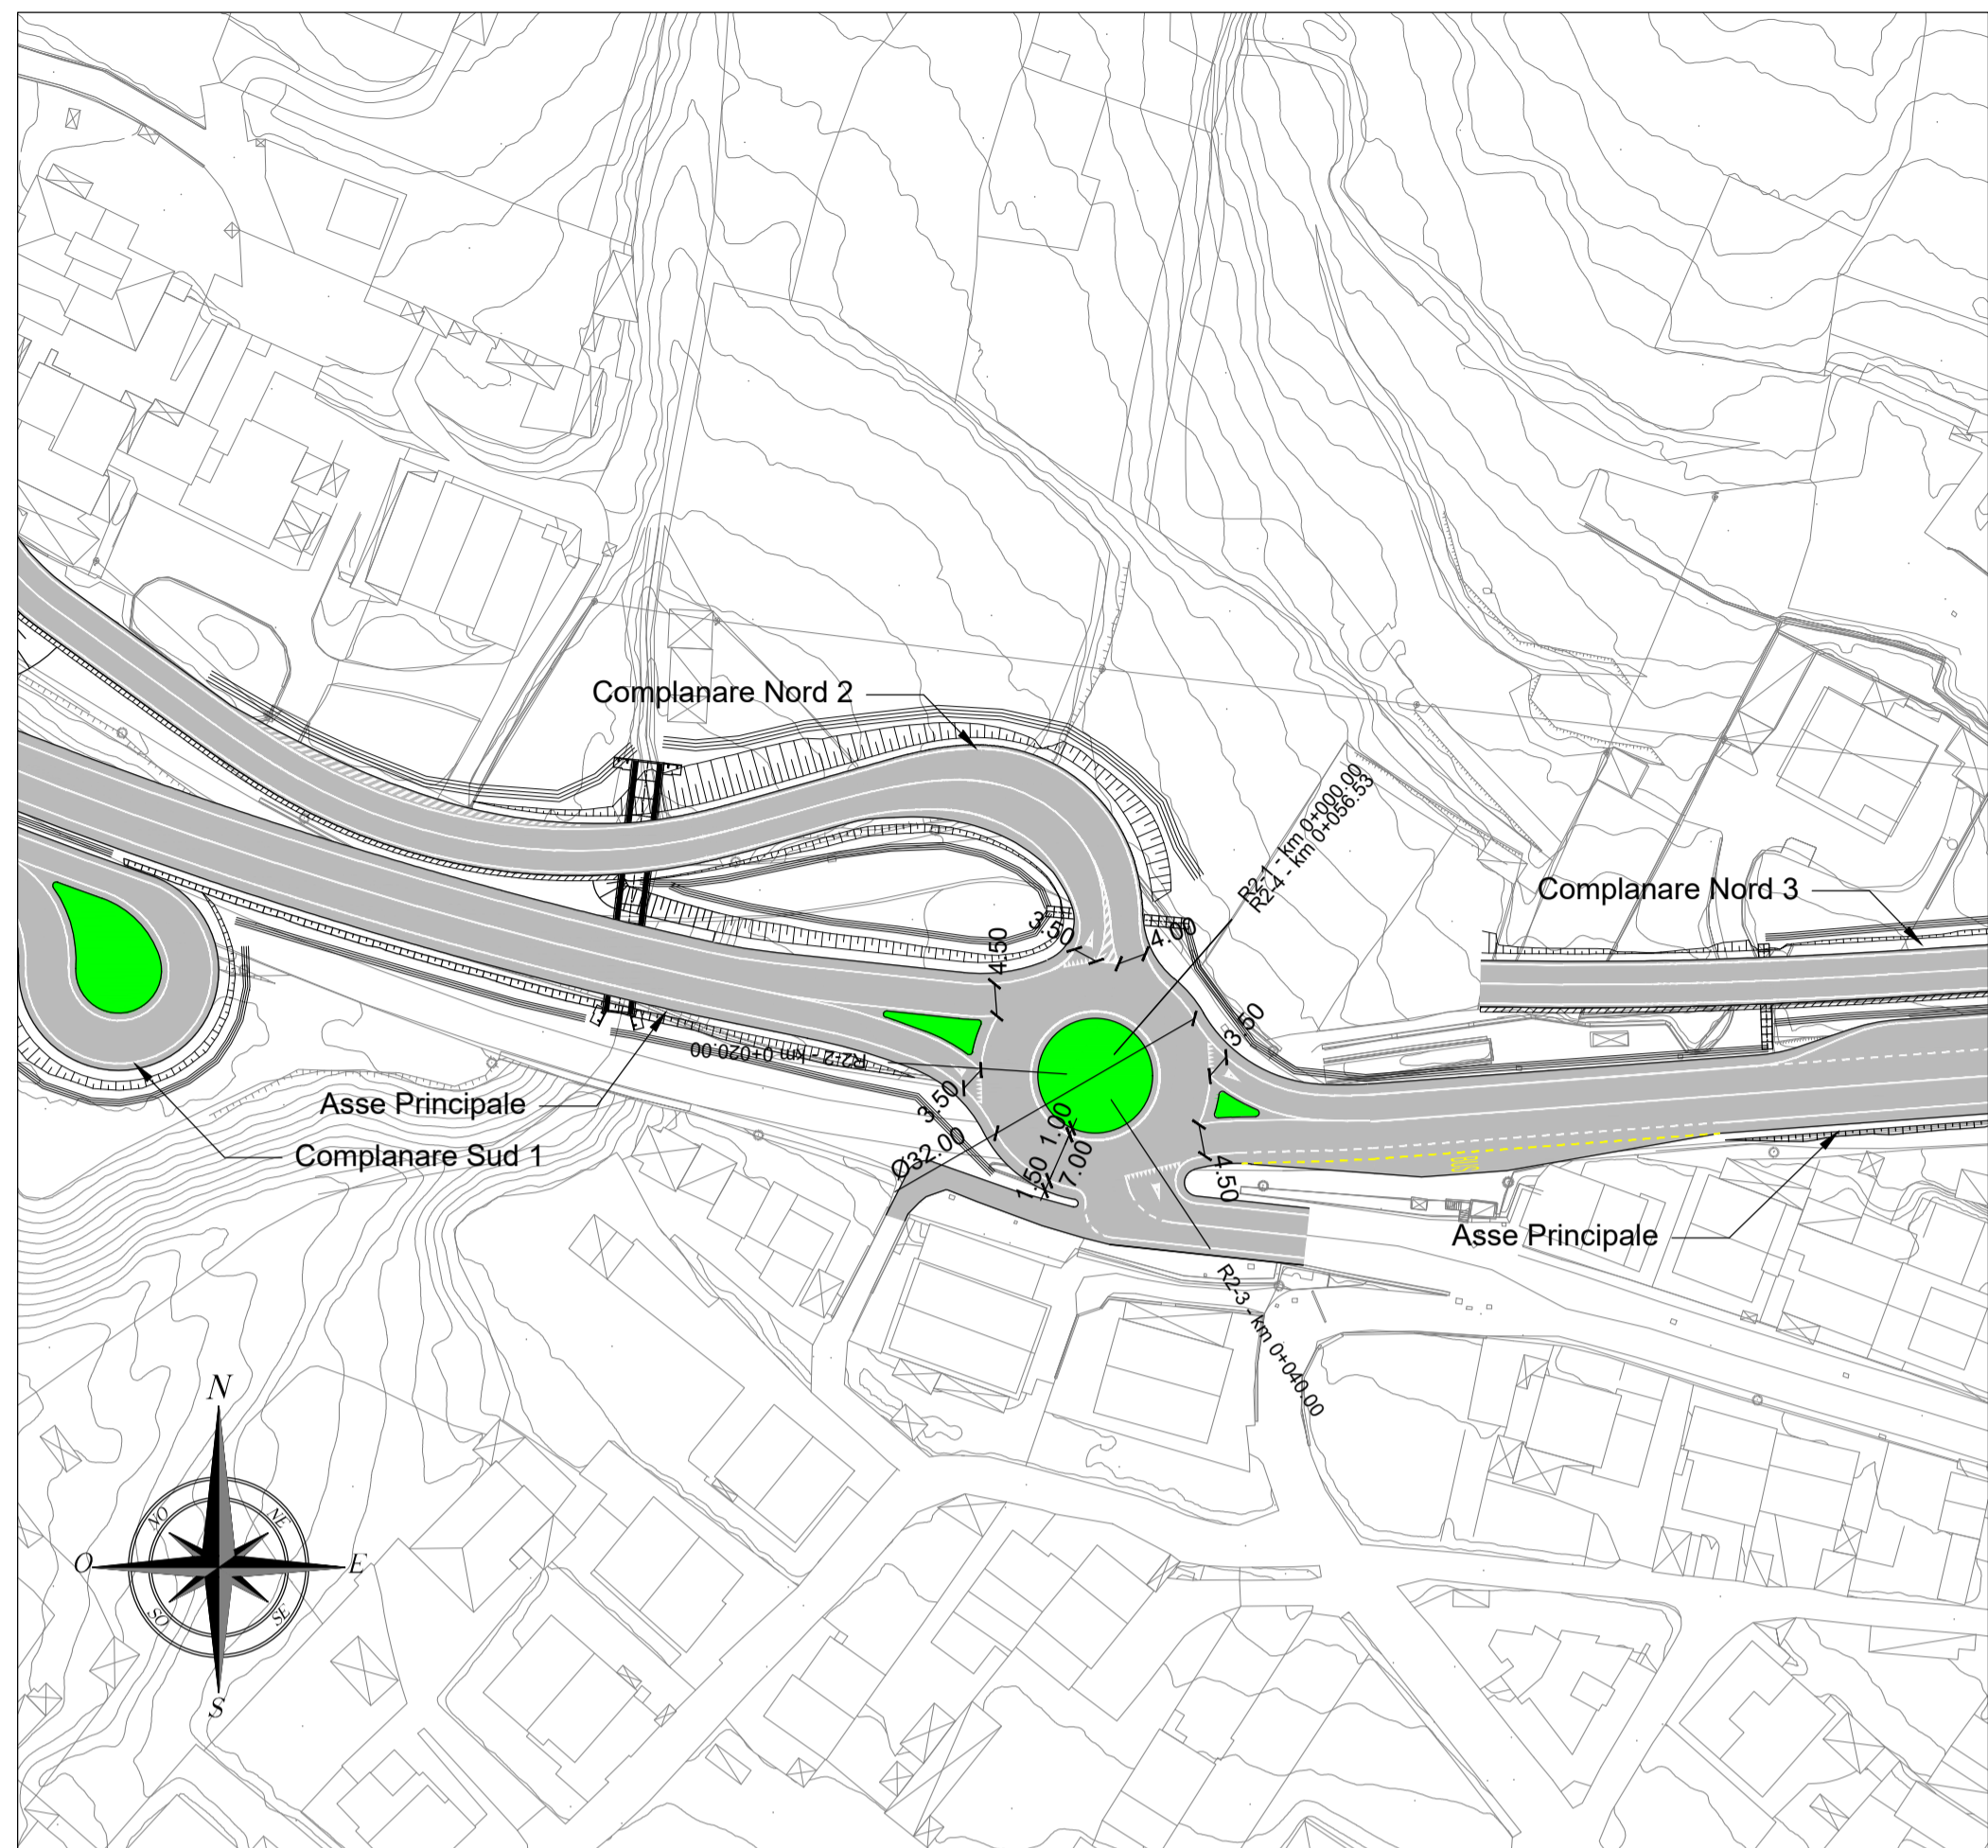 Complanare Nord 2
R2-1 - km 0+000.00
R2-4 - km 0+056.53
Complanare Nord 3
3.50
4.00
4.50
3.50
R2-2 - km 0+020.00
Asse Principale
3.50
1.00
Complanare Sud 1
Ø32.00
7.00
1.50
4.50
BUS
Asse Principale
R2-3 - km 0+040.00
N
NO
NE
O
E
SO
SE
S